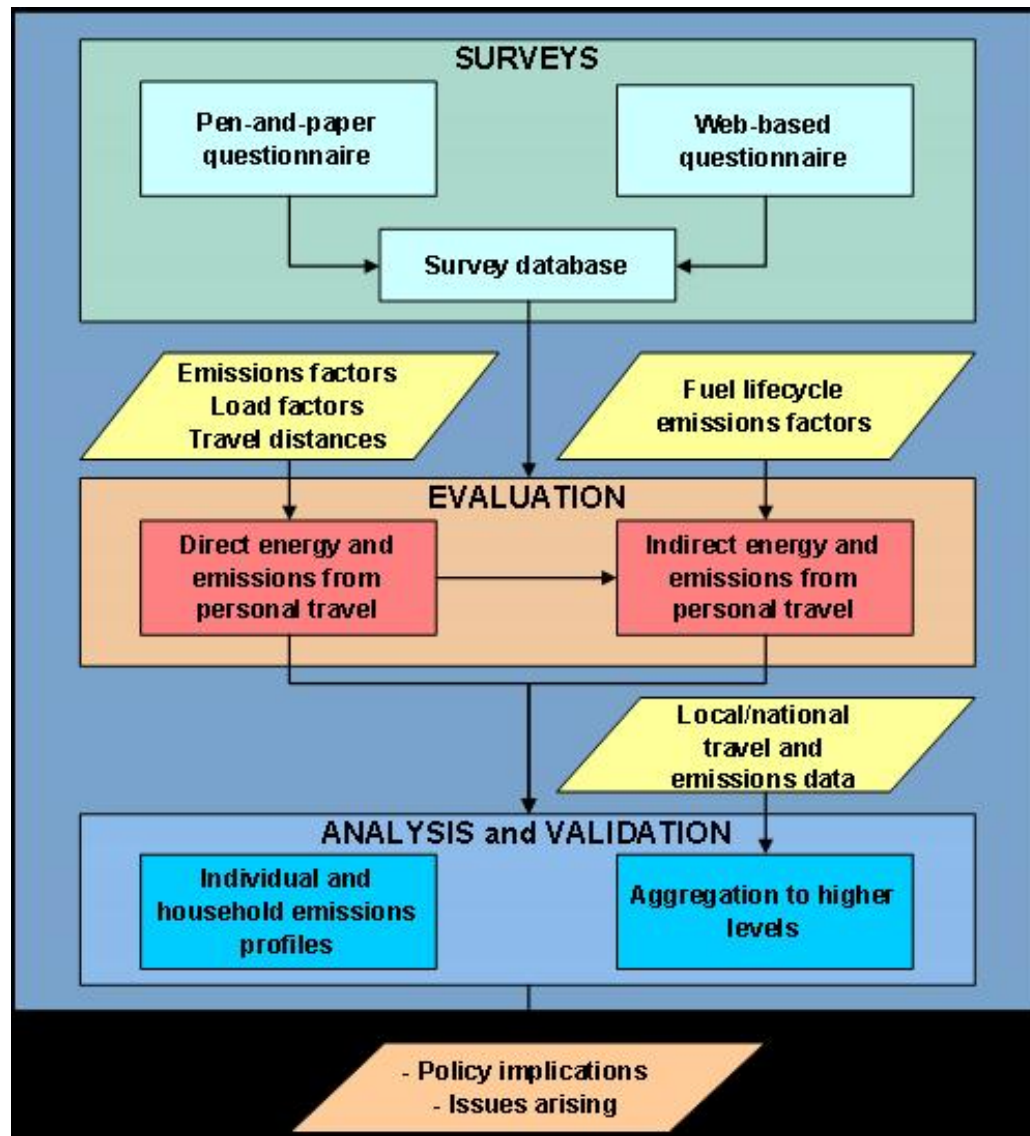 SURVEYS
Pen-and-paper
questionnaire
Web-based
questionnaire
Survey database
Emissions factors
Load factors
Travel distances
Fuel lifecycle
emissions factors
EVALUATION
Direct energy and
emissions from
personal travel
Indirect energy and
emissions from
personal travel
Local/national
travel and
emissions data
ANALYSIS and VALIDATION
Individual and
household emissions
profiles
Aggregation to higher
levels
- Policy implications
- Issues arising